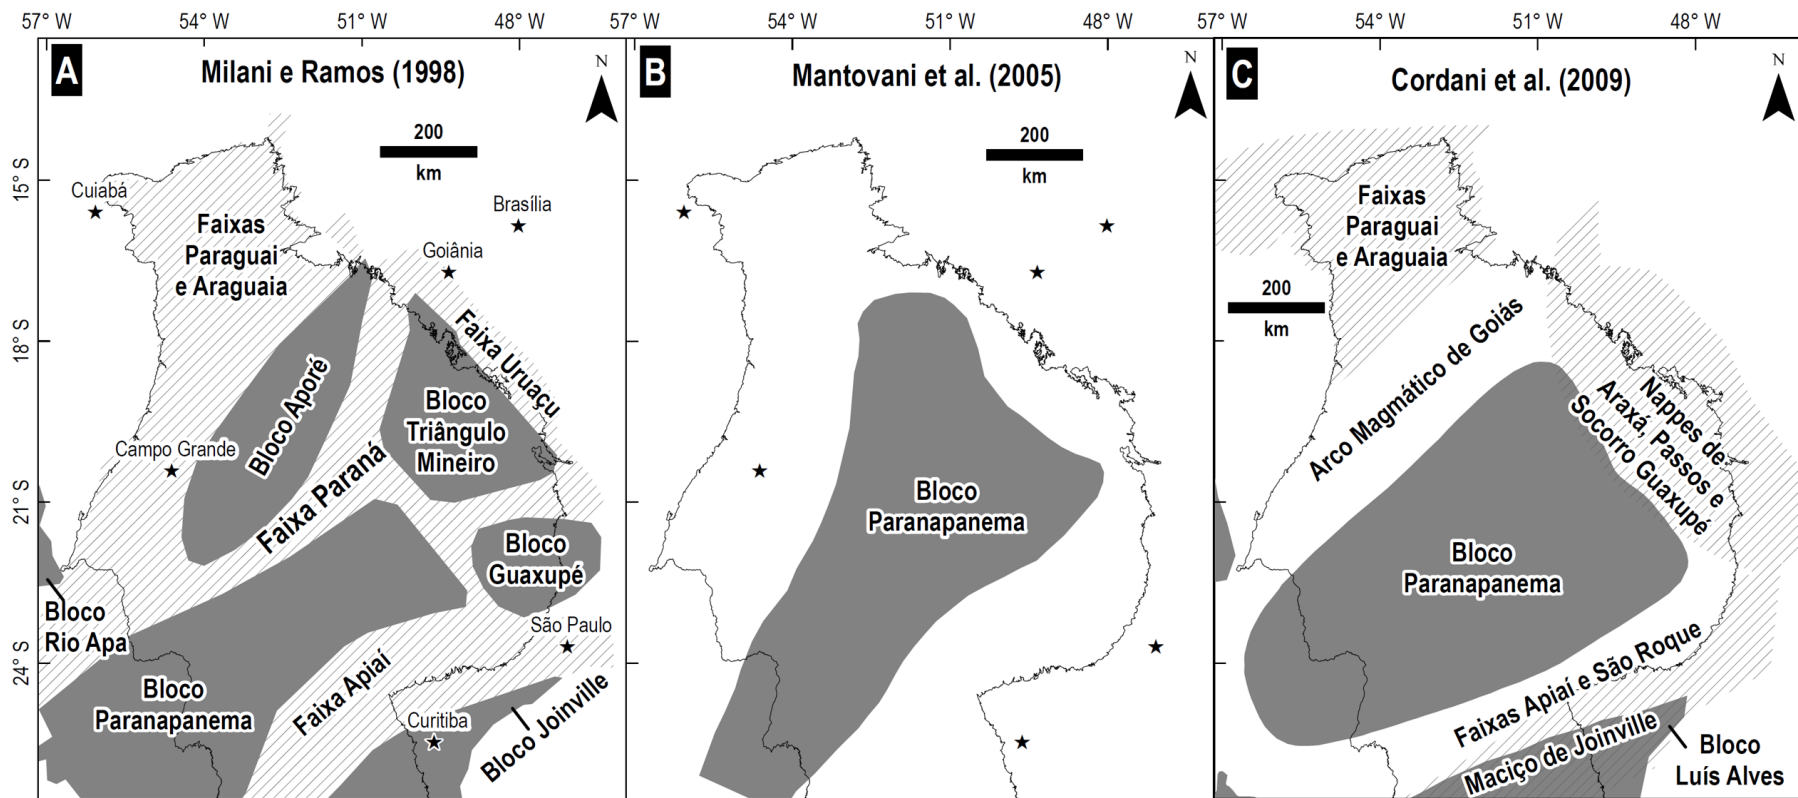 57° W 54° W 51° W 48° W 57° W 54° W 51° W 48° W 57° W 54° W 51° W 48° W
15° S
18° S
21° S
24° S
A
Milani e Ramos (1998)
N
200
km
Cuiabá
Brasília
Goiânia
Faixas
Paraguai
e Araguaia
Faixa Uruaçu
Bloco Aporé
Bloco
Triângulo
Mineiro
Campo Grande
Faixa Paraná
Bloco
Guaxupé
Bloco
Rio Apa
São Paulo
Bloco
Paranapanema
Faixa Apiaí
Curitiba
Bloco Joinville
B
Mantovani et al. (2005)
N
200
km
Bloco
Paranapanema
C
Cordani et al. (2009)
N
Faixas
Paraguai
e Araguaia
200
km
Arco Magmático de Goiás
Nappes de
Araxá, Passos e
Socorro Guaxupé
Bloco
Paranapanema
Faixas Apiaí e São Roque
Maciço de Joinville
Bloco
Luís Alves